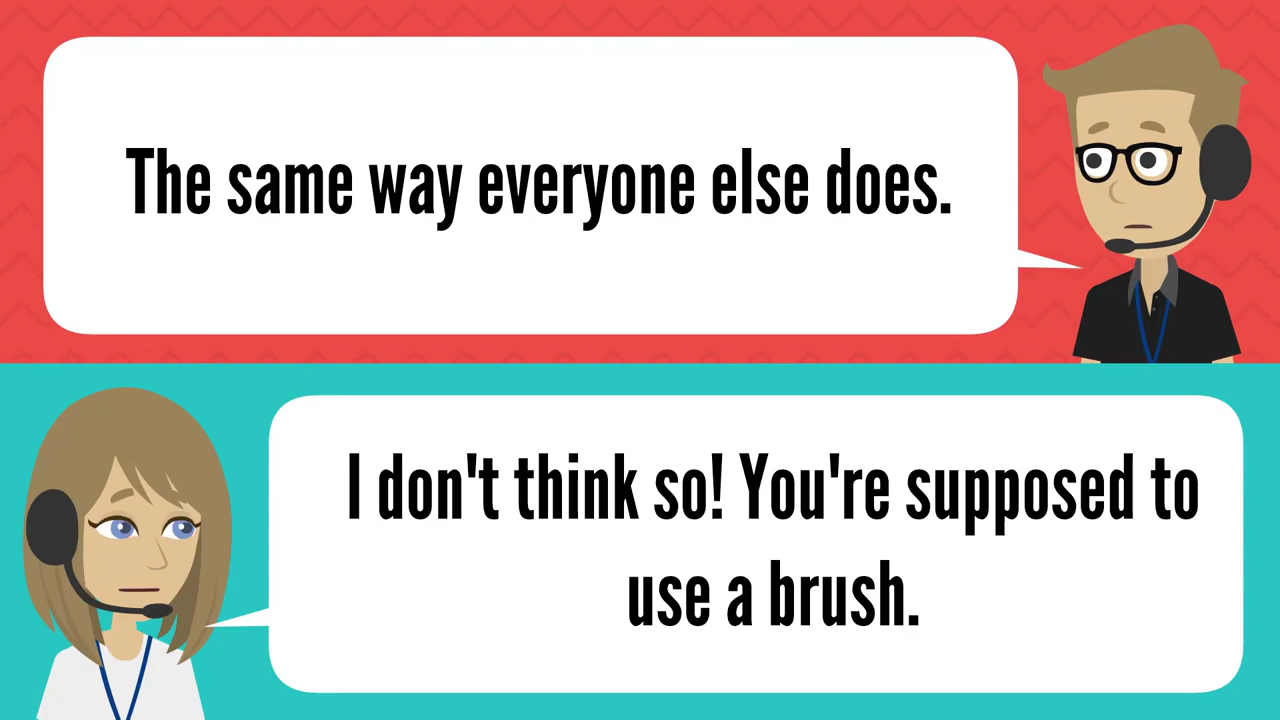 The same way everyone else does.
I don't think so! You're supposed to
use a brush.